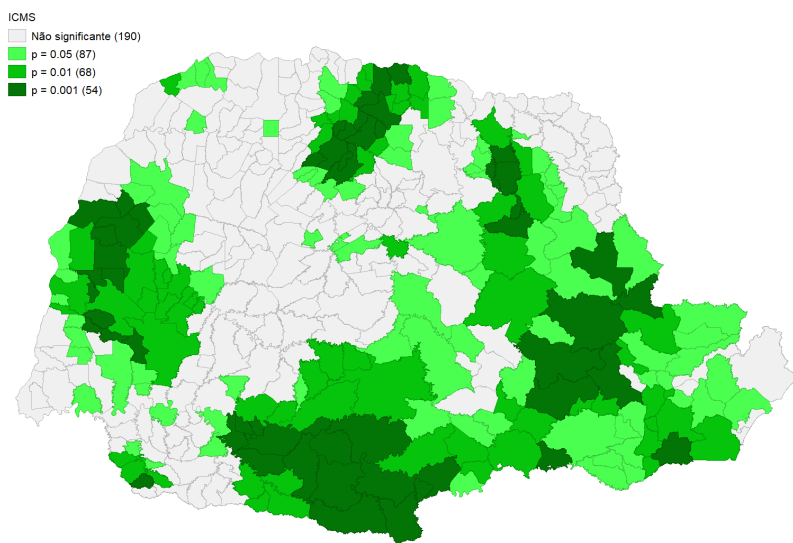 ICMS
Não significante (190)
p = 0.05 (87)
p = 0.01 (68)
p = 0.001 (54)